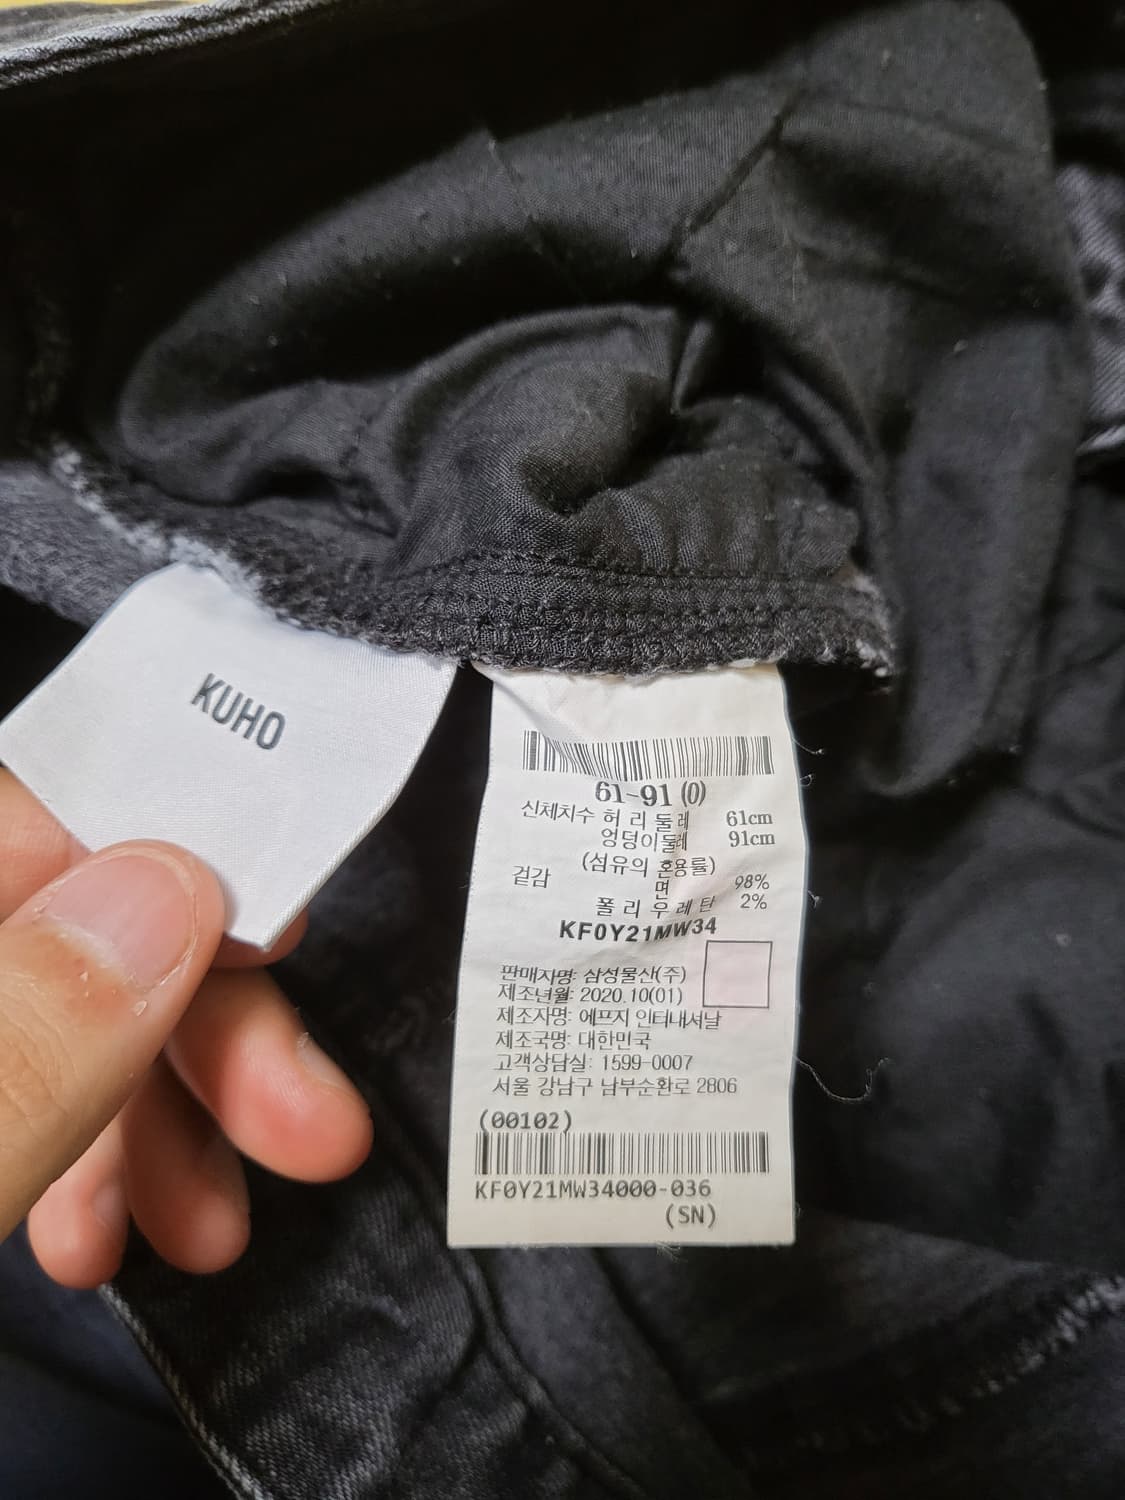 KUHO
61-91 (0)
신체치수 허 리 둘 레 61cm
엉덩이둘레 91cm
(섬유의 혼용률)
겉감 면 98%
폴 리 우 레 탄 2%
KF0Y21MW34
판매자명: 삼성물산(주)
제조년월: 2020.10(01)
제조자명: 에프지 인터내셔날
제조국명: 대한민국
고객상담실: 1599-0007
서울 강남구 남부순환로 2806
(00102)
KF0Y21MW34000-036
(SN)